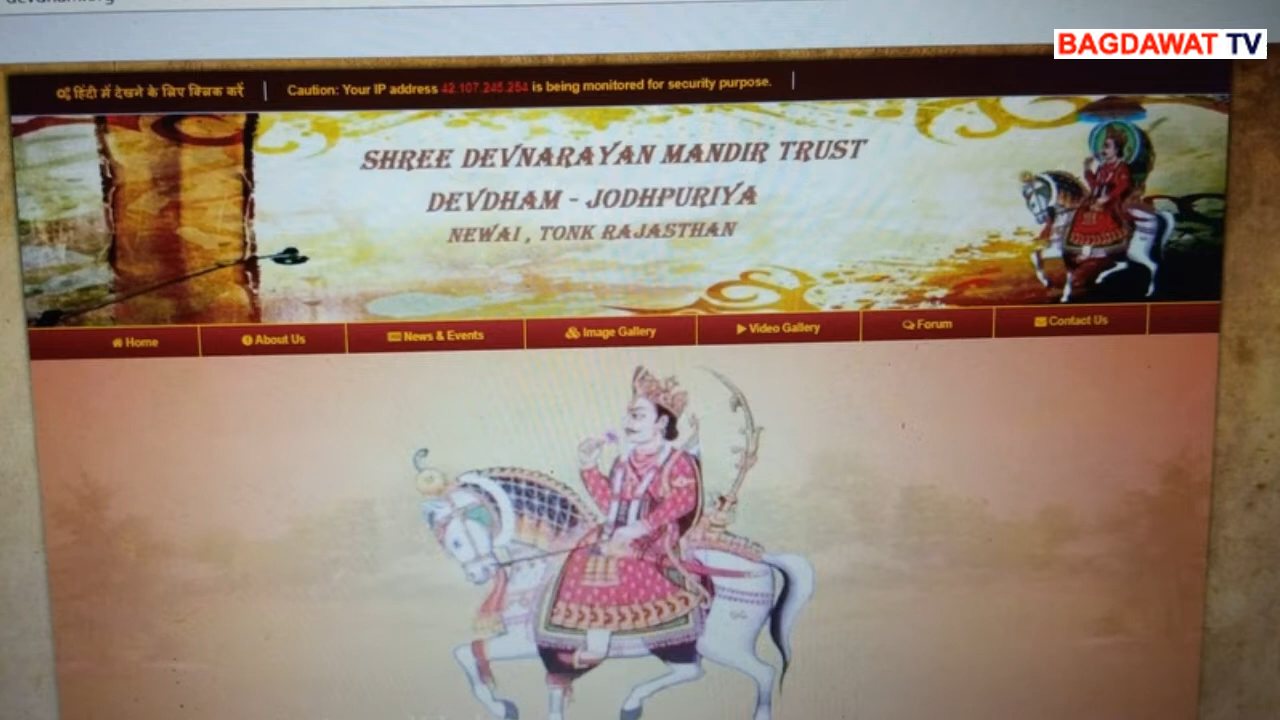 BAGDAWAT TV
हिंदी में देखने के लिए क्लिक करें
Caution: Your IP address 42.107.245.254 is being monitored for security purpose.
SHREE DEVNARAYAN MANDIR TRUST
DEVDHAM - JODHPURIYA
NEWAI , TONK RAJASTHAN
Home
About Us
News & Events
Image Gallery
Video Gallery
Forum
Contact Us